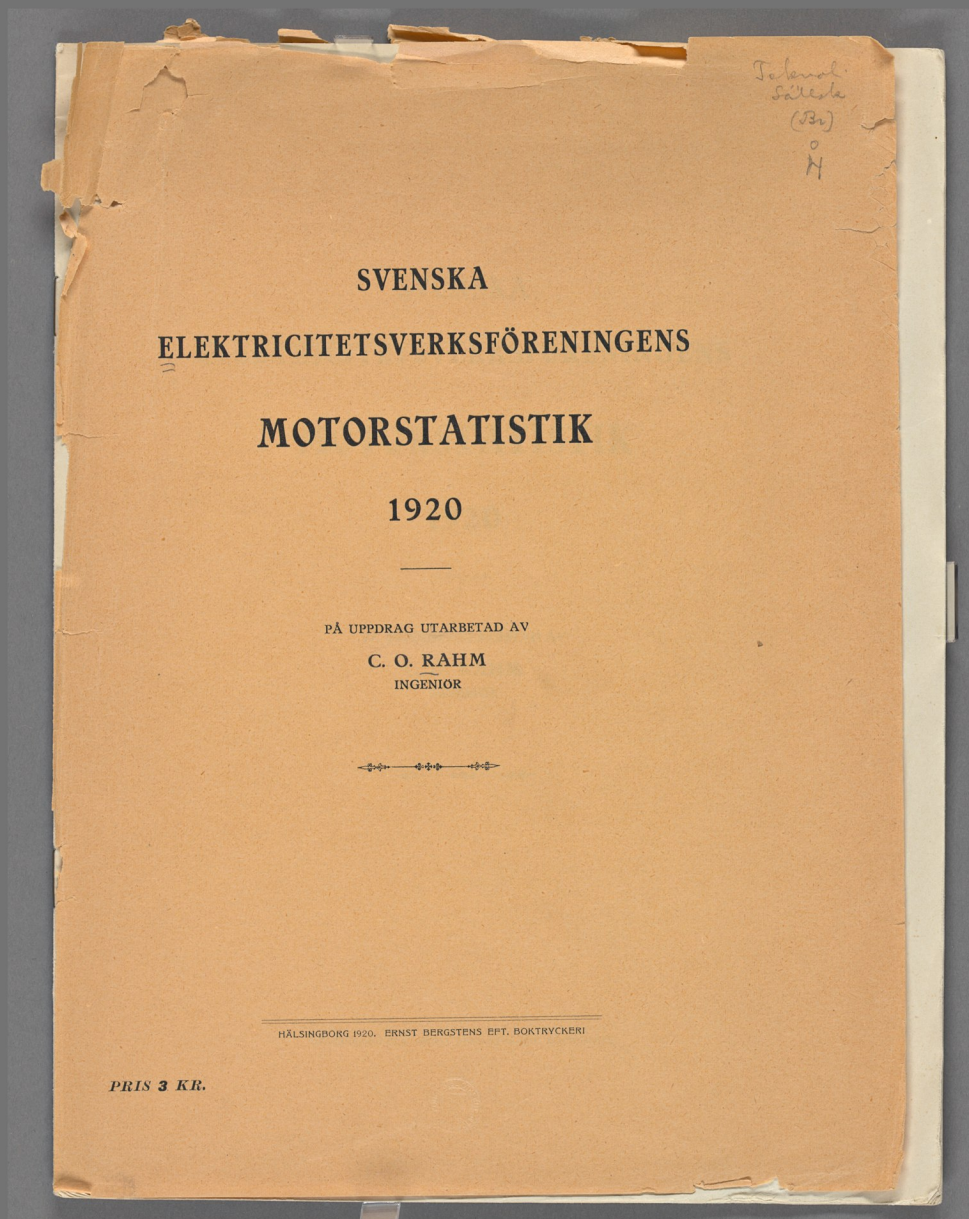 (Br)
SVENSKA
ELEKTRICITETSVERKSFÖRENINGENS
MOTORSTATISTIK
1920
PÅ UPPDRAG UTARBETAD AV
C. O. RAHM
INGENIÖR
HÄLSINGBORG 1920. ERNST BERGSTENS EFT. BOKTRYCKERI
PRIS 3 KR.